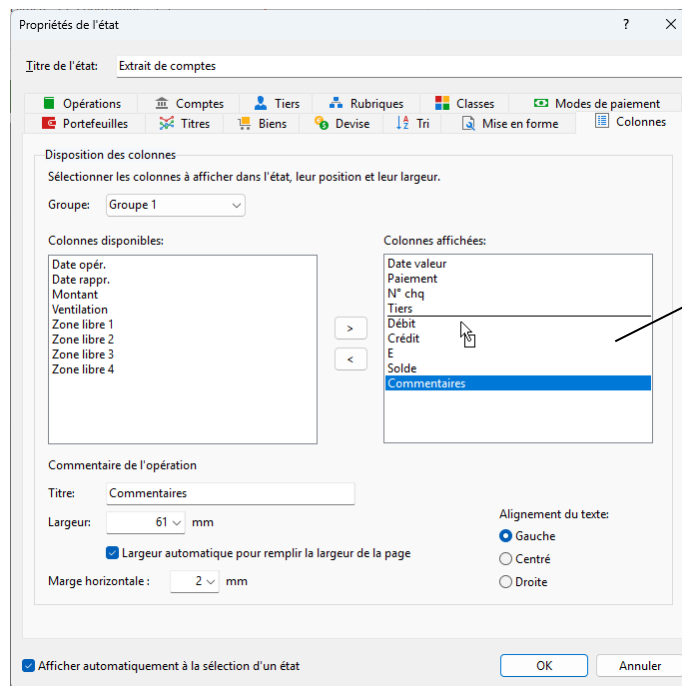 Propriétés de l'état ? ✕
Titre de l'état: Extrait de comptes
Opérations Comptes Tiers Rubriques Classes Modes de paiement
Portefeuilles Titres Biens Devise Tri Mise en forme Colonnes
Disposition des colonnes
Sélectionner les colonnes à afficher dans l'état, leur position et leur largeur.
Groupe: Groupe 1
Colonnes disponibles:
Date opér.
Date rappr.
Montant
Ventilation
Zone libre 1
Zone libre 2
Zone libre 3
Zone libre 4
>
<
Colonnes affichées:
Date valeur
Paiement
N° chq
Tiers
Débit
Crédit
E
Solde
Commentaires
Commentaire de l'opération
Titre: Commentaires
Largeur: 61 mm
Largeur automatique pour remplir la largeur de la page
Marge horizontale : 2 mm
Alignement du texte:
Gauche
Centré
Droite
Afficher automatiquement à la sélection d'un état
OK Annuler